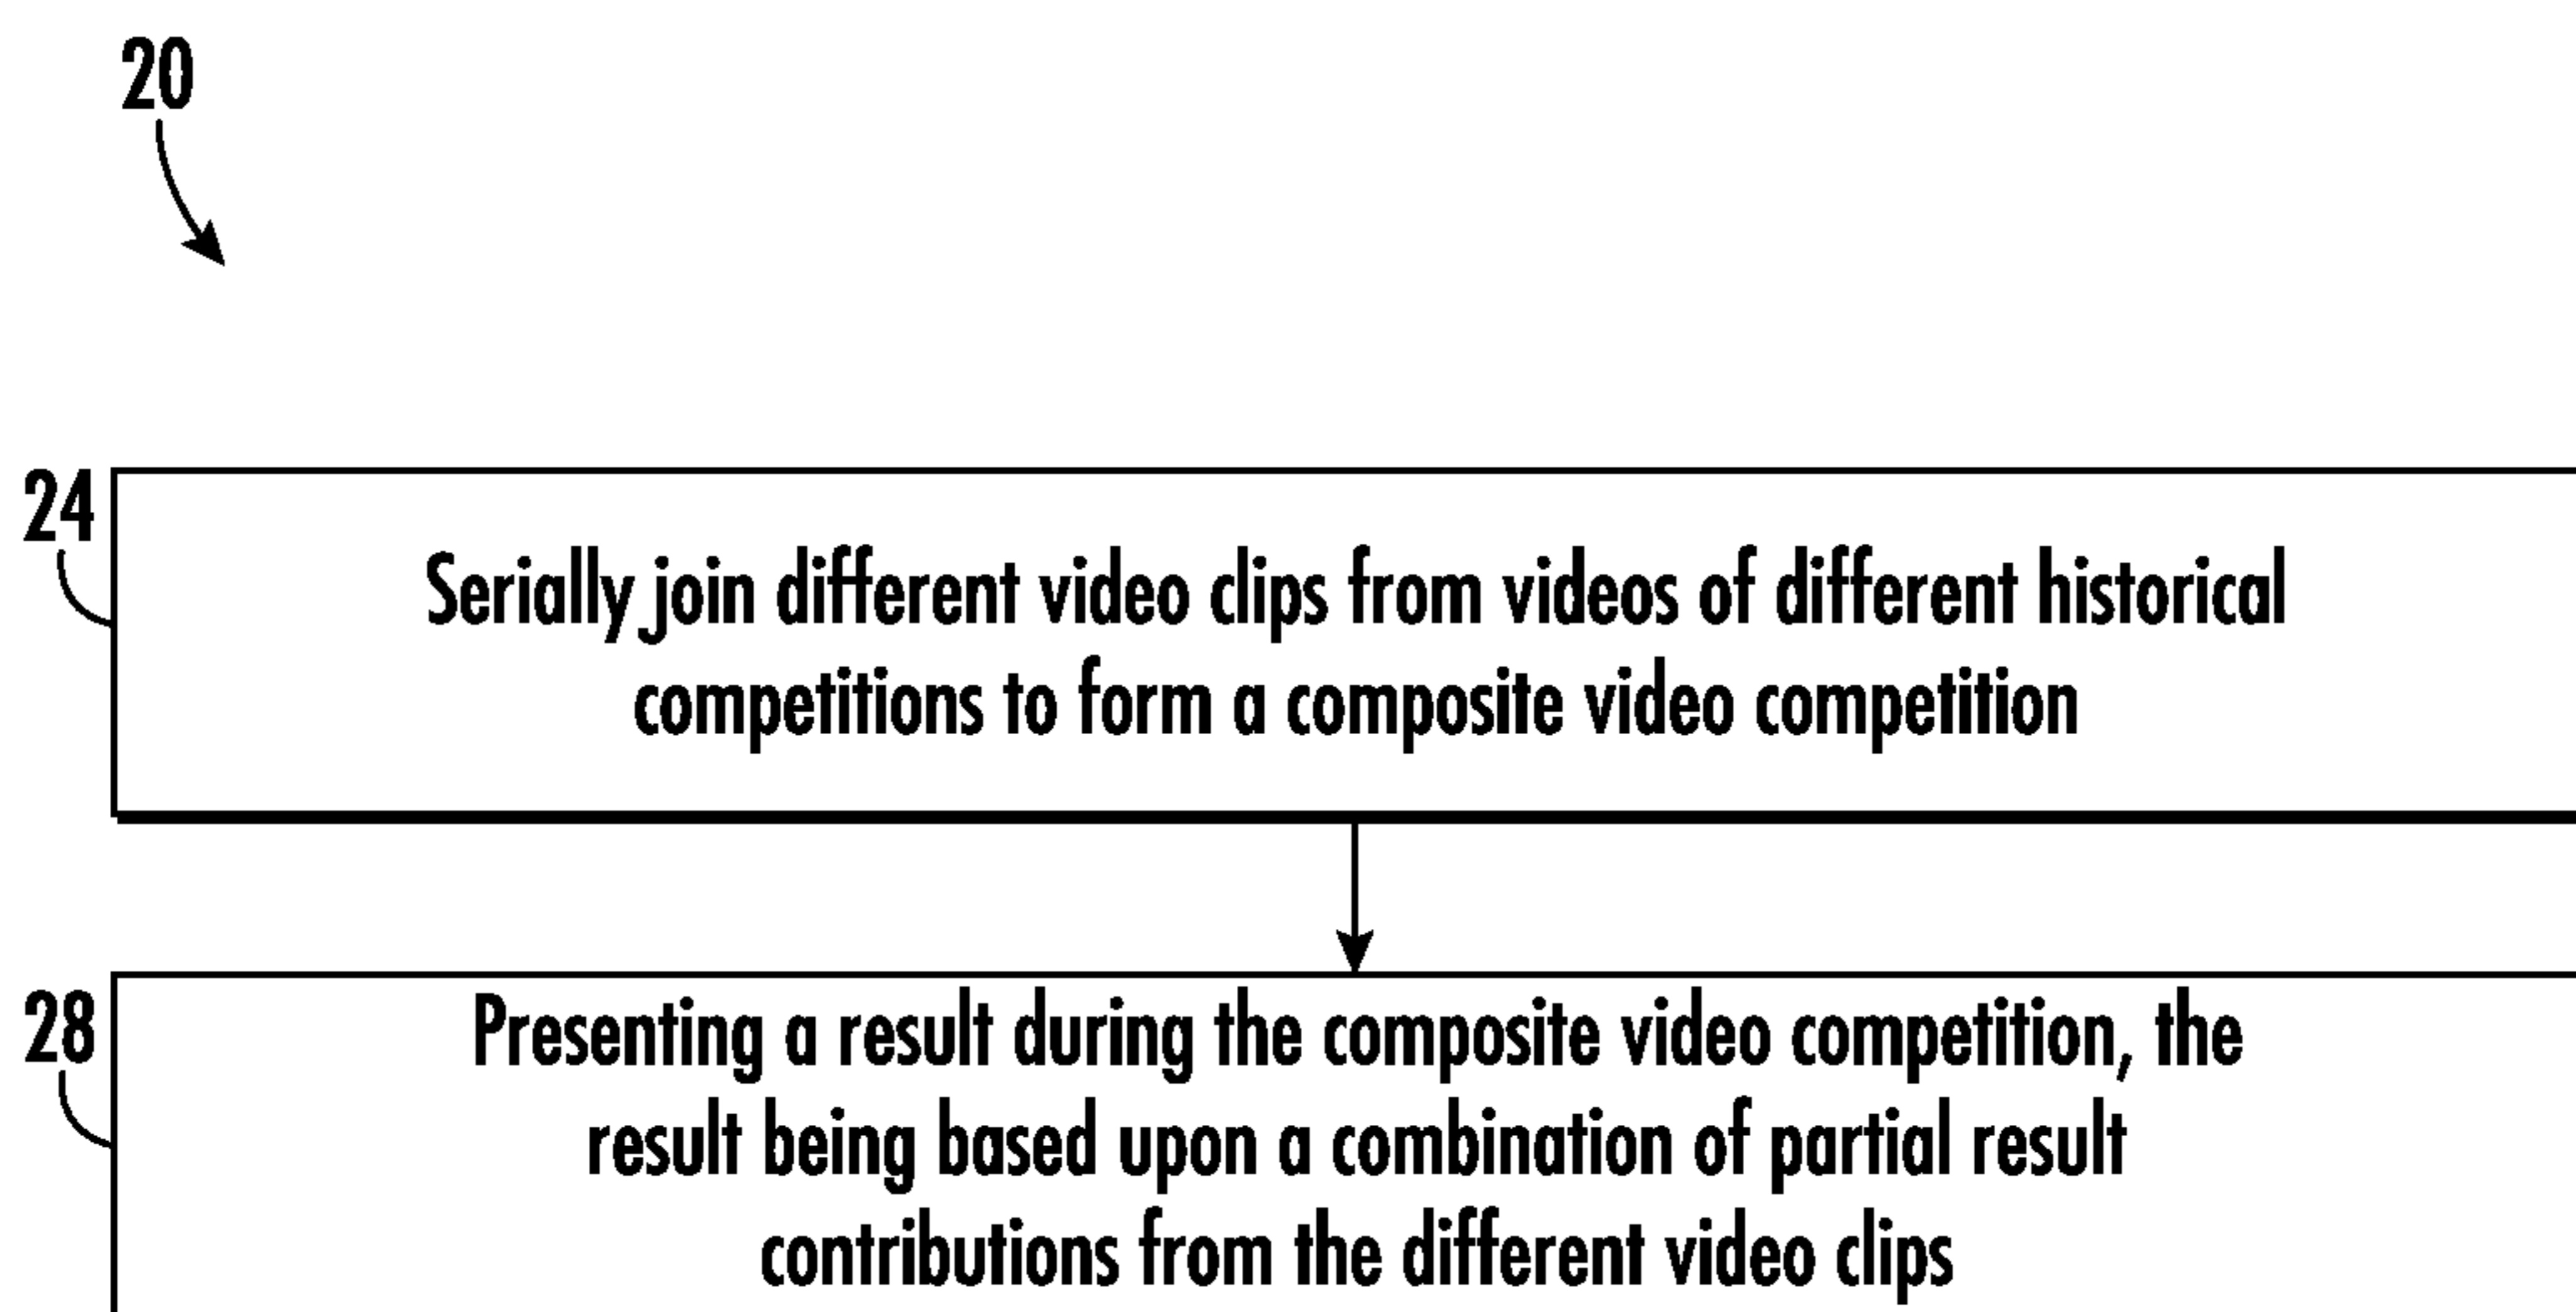 20
24
Serially join different video clips from videos of different historical
competitions to form a composite video competition
28
Presenting a result during the composite video competition, the
result being based upon a combination of partial result
contributions from the different video clips